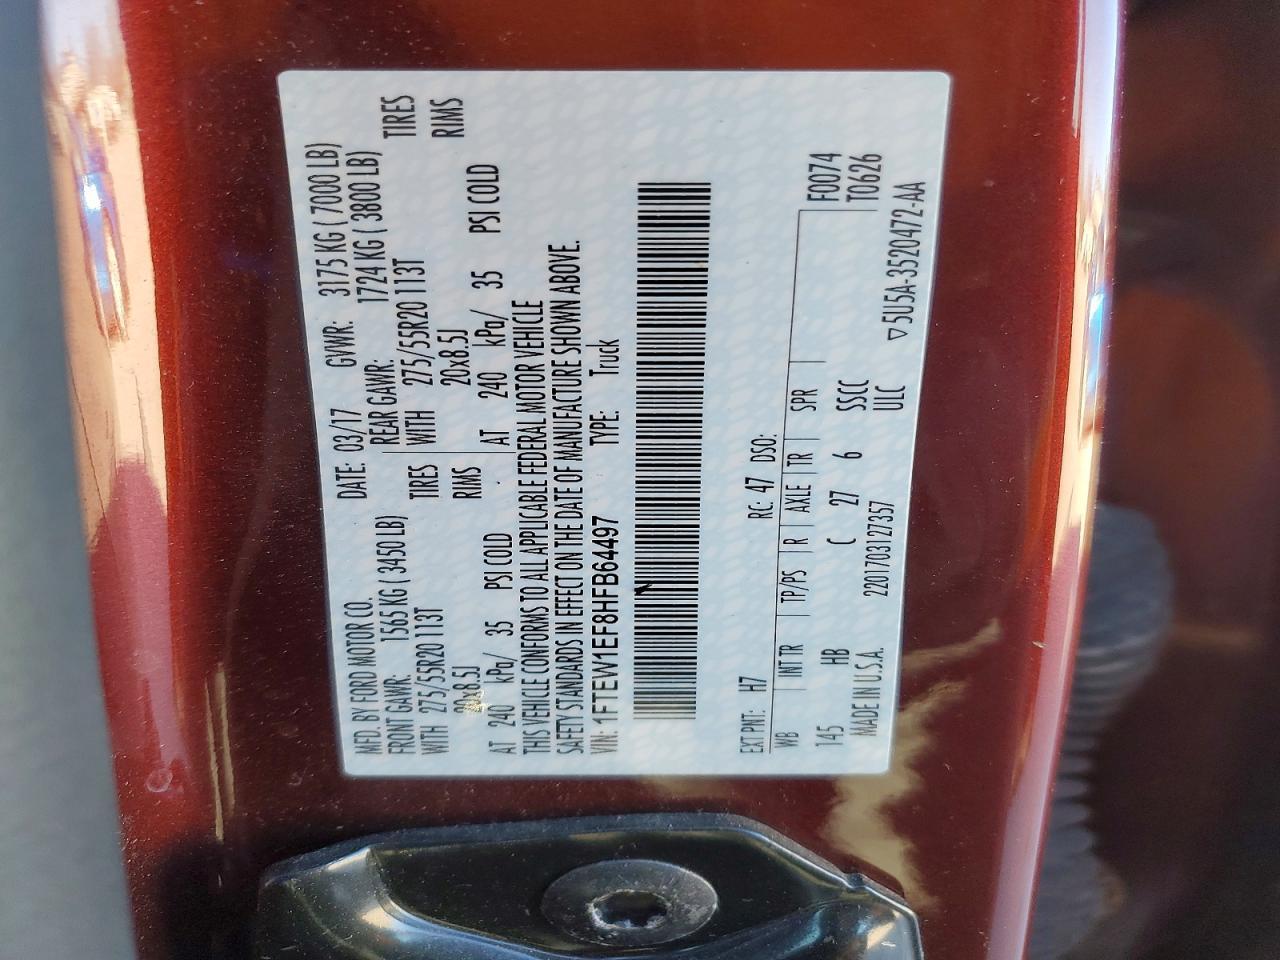 MFD. BY FORD MOTOR CO.
DATE: 03/17 GVWR: 3175 KG ( 7000 LB)
FRONT GAWR: 1565 KG ( 3450 LB) REAR GAWR: 1724 KG ( 3800 LB)
WITH 275/55R20 113T TIRES WITH 275/55R20 113T TIRES
20x8.5J RIMS 20x8.5J RIMS
AT 240 kPa/ 35 PSI COLD AT 240 kPa/ 35 PSI COLD
THIS VEHICLE CONFORMS TO ALL APPLICABLE FEDERAL MOTOR VEHICLE
SAFETY STANDARDS IN EFFECT ON THE DATE OF MANUFACTURE SHOWN ABOVE.
VIN: 1FTEW1EF8HFB64497 TYPE: Truck
EXT PNT: H7 RC: 47 DSO:
WB | INT TR | TP/PS | R | AXLE | TR | SPR | F0074
145 HB C 27 6 SSCC T0626
MADE IN U.S.A. 2201703127357 ULC
▽5U5A-3520472-AA